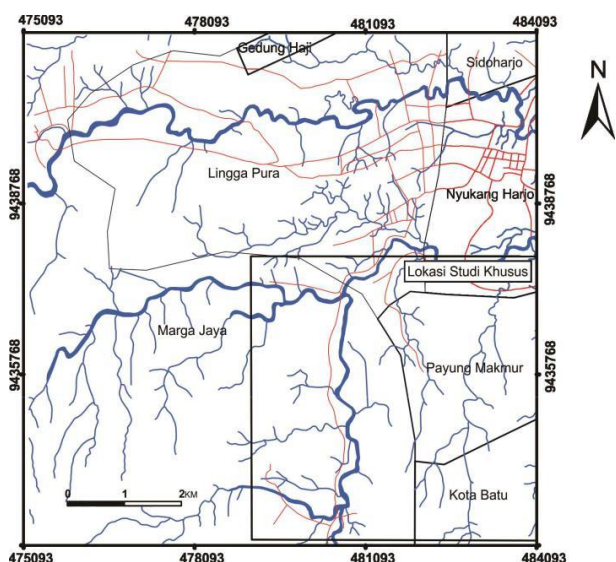 475093 478093 481093 484093
Gedung Haji
Sidoharjo
N
Lingga Pura
Nyukang Harjo
9438768
9438768
Lokasi Studi Khusus
Marga Jaya
Payung Makmur
9435768
9435768
Kota Batu
0 1 2KM
475093 478093 481093 484093